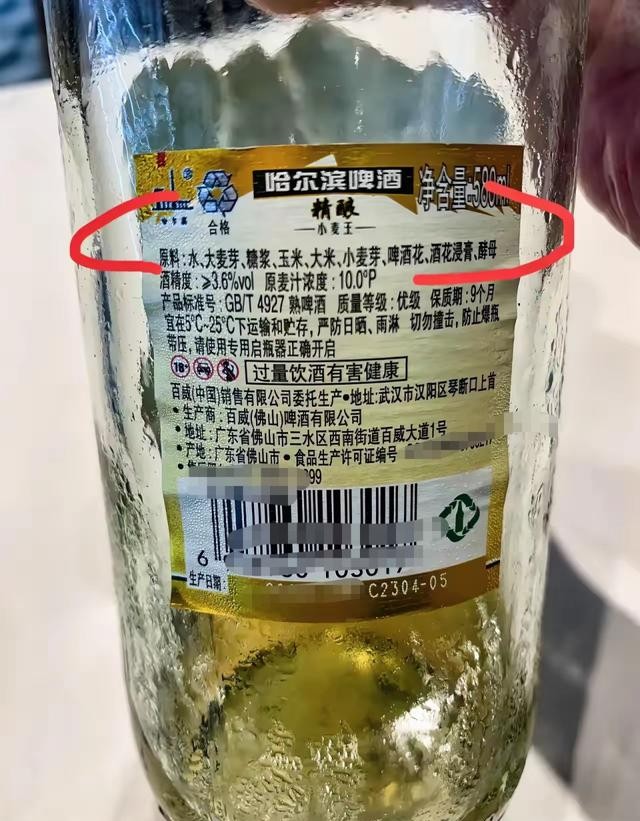 哈尔滨啤酒 净含量:580ml
精酿
合格 小麦王
原料:水、大麦芽、糖浆、玉米、大米、小麦芽、啤酒花、酒花浸膏、酵母
酒精度:≥3.6%vol 原麦汁浓度:10.0°P
产品标准号:GB/T 4927 熟啤酒 质量等级:优级 保质期:9个月
宜在5℃~25℃下运输和贮存,严防日晒、雨淋 切勿撞击,防止爆瓶
带压,请使用专用启瓶器正确开启
18+ 过量饮酒有害健康
百威(中国)销售有限公司委托生产•地址:武汉市汉阳区琴断口上首
•生产商:百威(佛山)啤酒有限公司
•地址:广东省佛山市三水区西南街道百威大道1号
•产地:广东省佛山市•食品生产许可证编号
99
6
生产日期: C2304-05